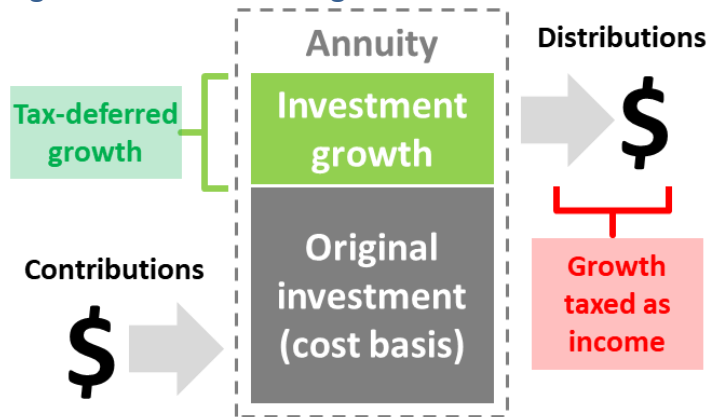 Annuity
Distributions
Tax-deferred
growth
Investment
growth
$
Contributions
$
Original
investment
(cost basis)
Growth
taxed as
income